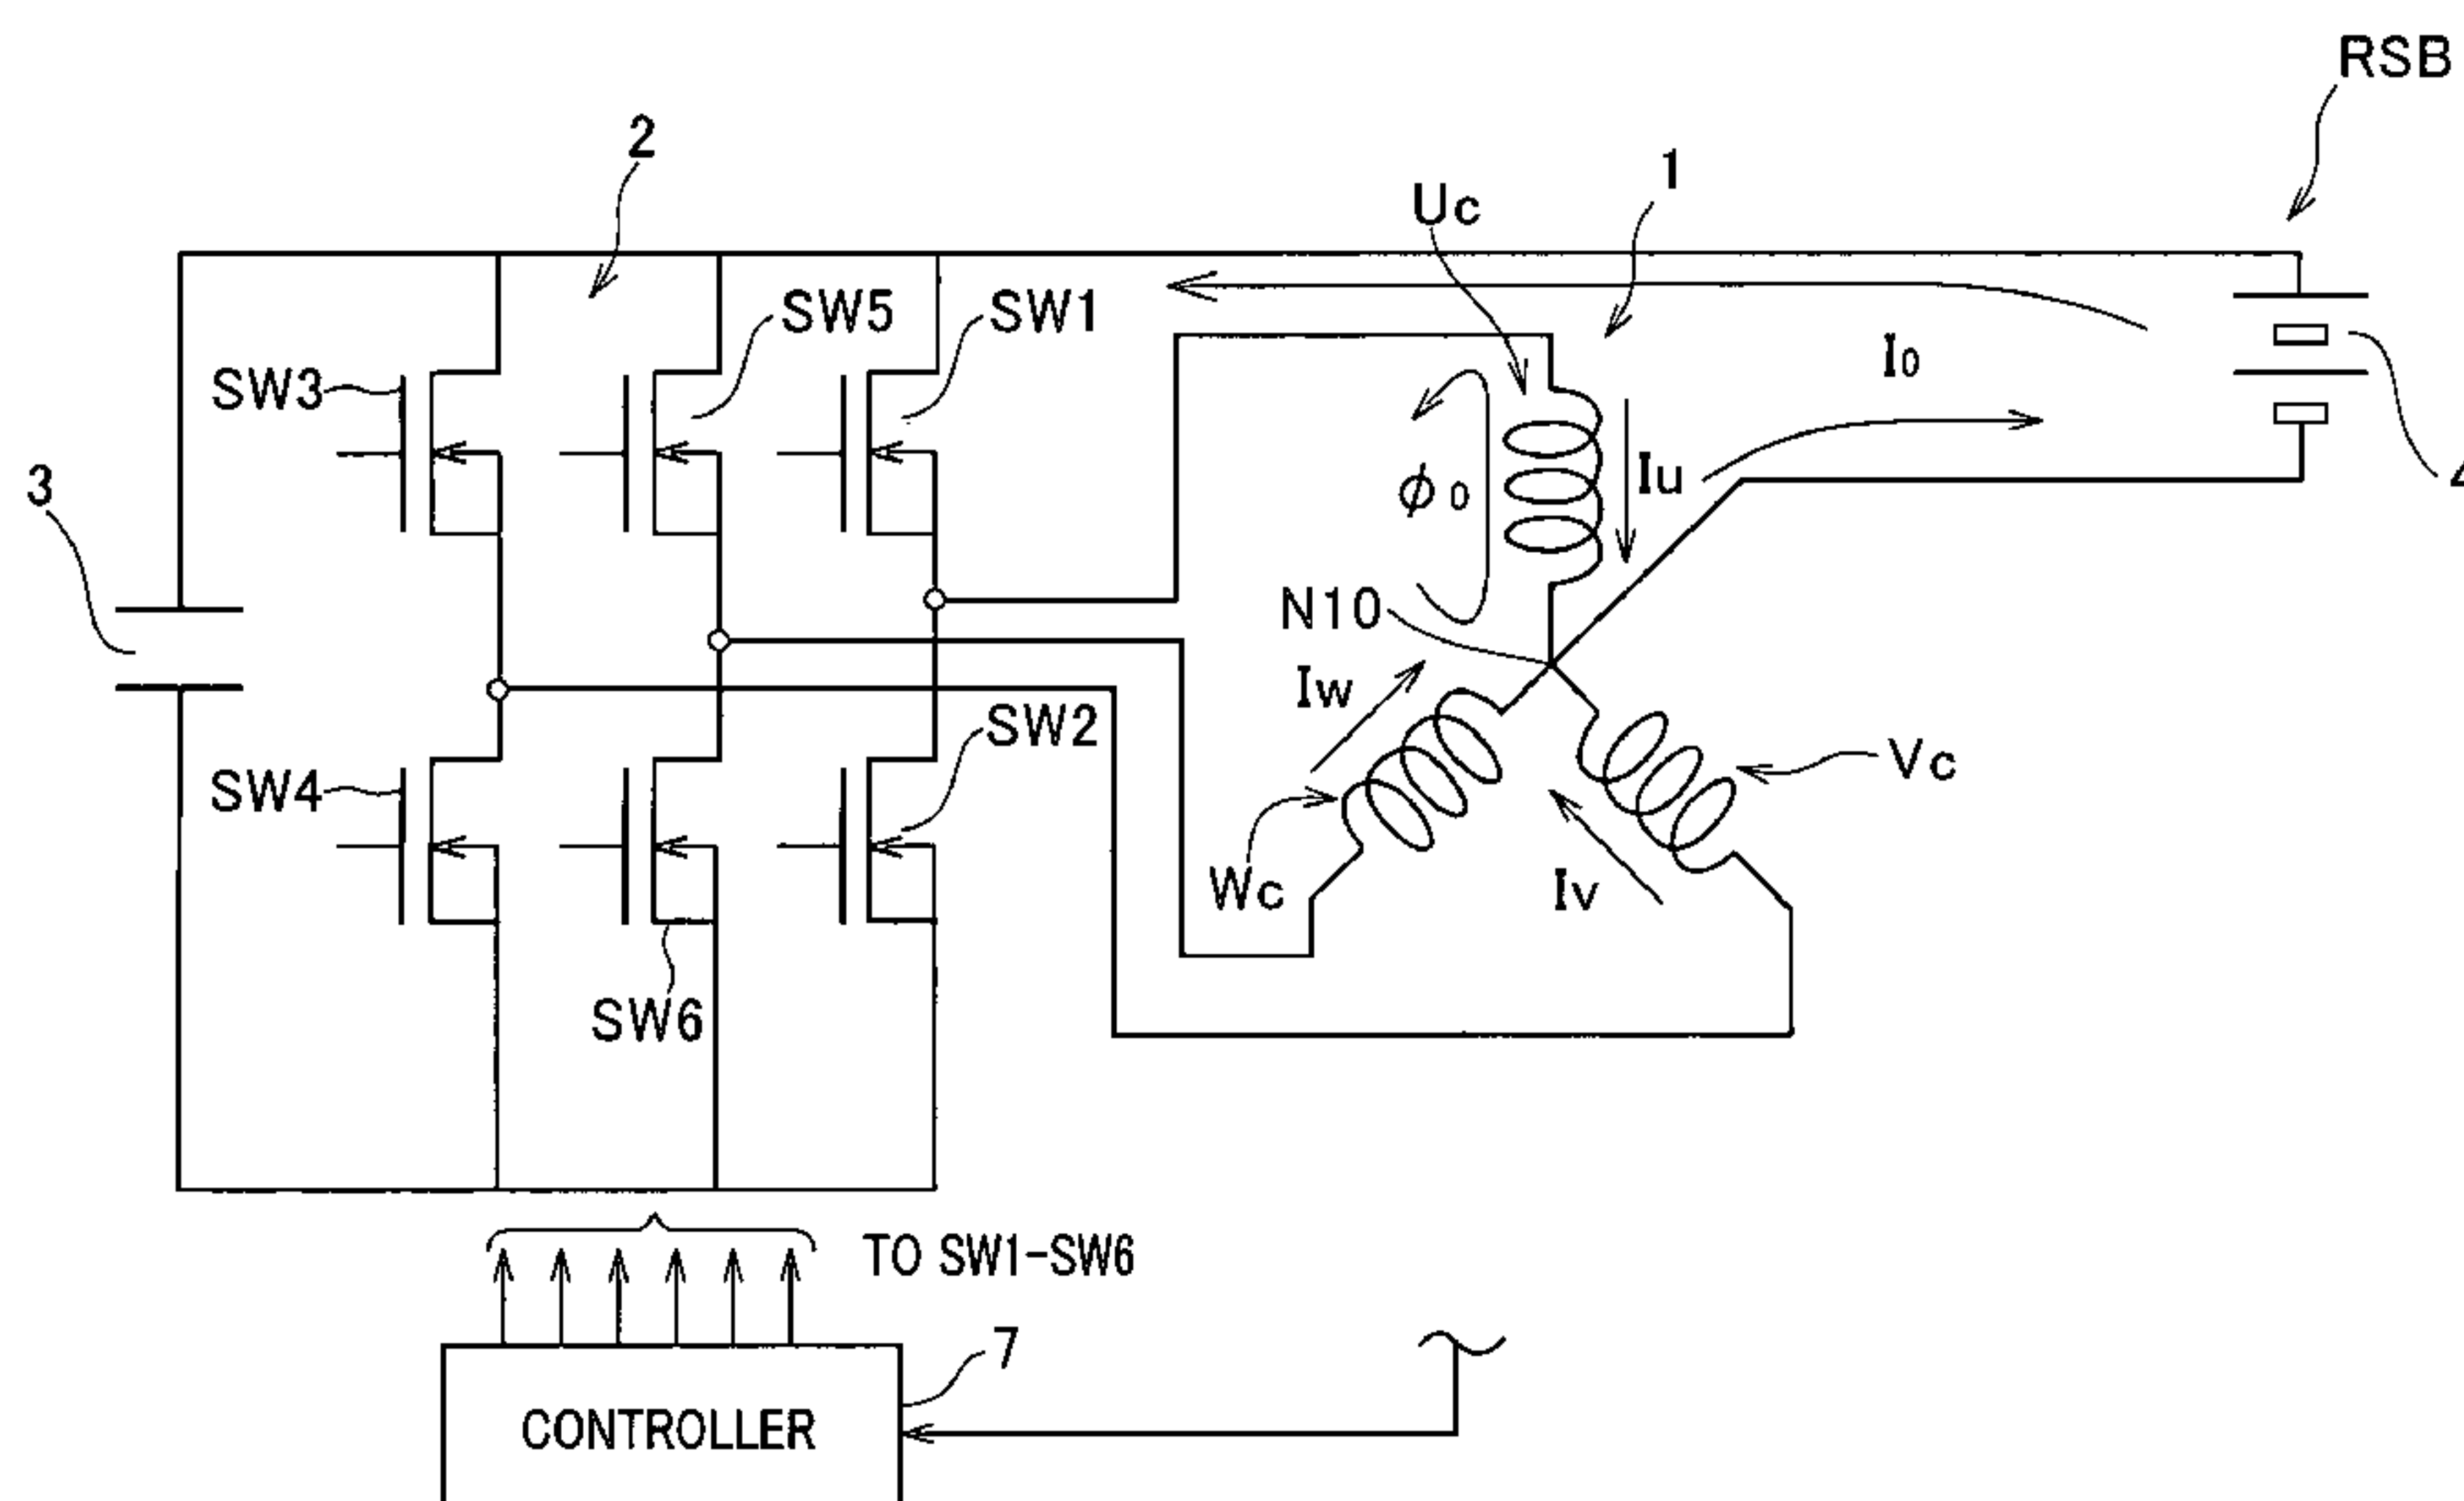 RSB
2
1
Uc
SW5
SW1
SW3
I0
3
Iu
ϕ0
N10
Iw
SW2
SW4
Vc
Wc
Iv
SW6
TO SW1-SW6
7
CONTROLLER